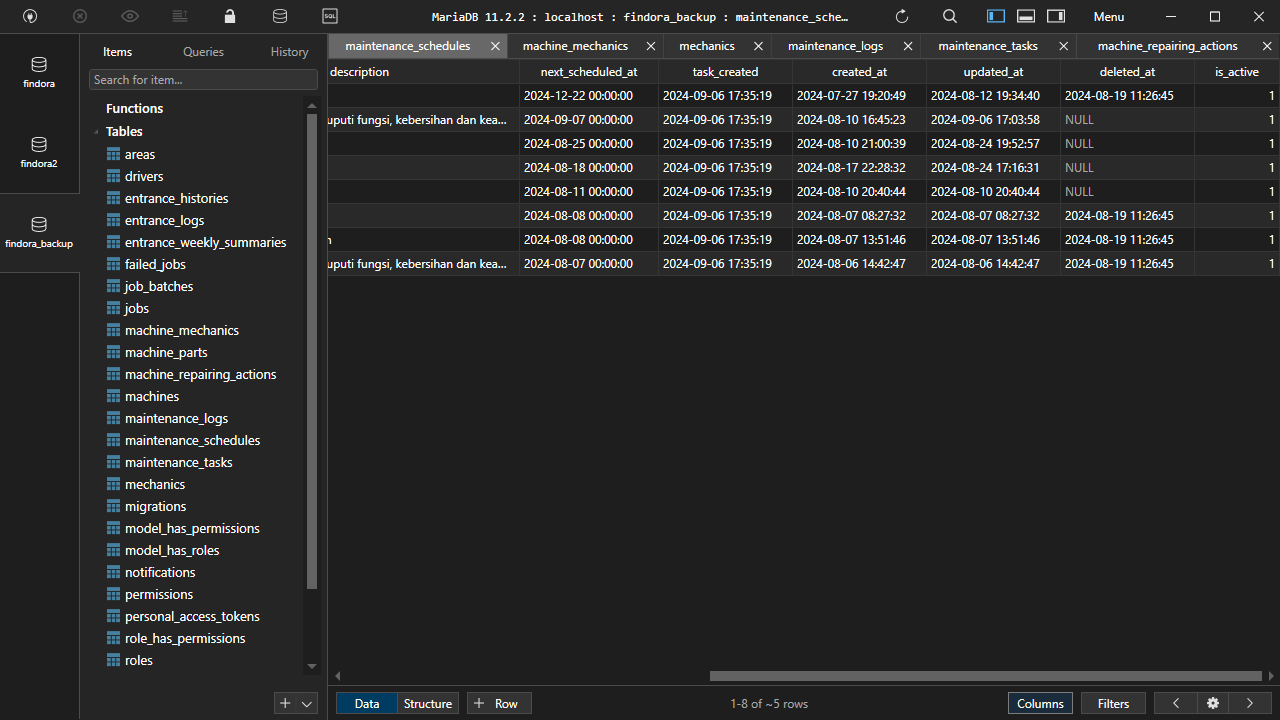 SQL
MariaDB 11.2.2 : localhost : findora_backup : maintenance_sche…
Menu
findora
findora2
findora_backup
Items Queries History
Search for item...
Functions
Tables
areas
drivers
entrance_histories
entrance_logs
entrance_weekly_summaries
failed_jobs
job_batches
jobs
machine_mechanics
machine_parts
machine_repairing_actions
machines
maintenance_logs
maintenance_schedules
maintenance_tasks
mechanics
migrations
model_has_permissions
model_has_roles
notifications
permissions
personal_access_tokens
role_has_permissions
roles
maintenance_schedules machine_mechanics mechanics maintenance_logs maintenance_tasks machine_repairing_actions
description next_scheduled_at task_created created_at updated_at deleted_at is_active
2024-12-22 00:00:00 2024-09-06 17:35:19 2024-07-27 19:20:49 2024-08-12 19:34:40 2024-08-19 11:26:45 1
uputi fungsi, kebersihan dan kea... 2024-09-07 00:00:00 2024-09-06 17:35:19 2024-08-10 16:45:23 2024-09-06 17:03:58 NULL 1
2024-08-25 00:00:00 2024-09-06 17:35:19 2024-08-10 21:00:39 2024-08-24 19:52:57 NULL 1
2024-08-18 00:00:00 2024-09-06 17:35:19 2024-08-17 22:28:32 2024-08-24 17:16:31 NULL 1
2024-08-11 00:00:00 2024-09-06 17:35:19 2024-08-10 20:40:44 2024-08-10 20:40:44 NULL 1
2024-08-08 00:00:00 2024-09-06 17:35:19 2024-08-07 08:27:32 2024-08-07 08:27:32 2024-08-19 11:26:45 1
n 2024-08-08 00:00:00 2024-09-06 17:35:19 2024-08-07 13:51:46 2024-08-07 13:51:46 2024-08-19 11:26:45 1
uputi fungsi, kebersihan dan kea... 2024-08-07 00:00:00 2024-09-06 17:35:19 2024-08-06 14:42:47 2024-08-06 14:42:47 2024-08-19 11:26:45 1
Data Structure + Row 1-8 of ~5 rows Columns Filters